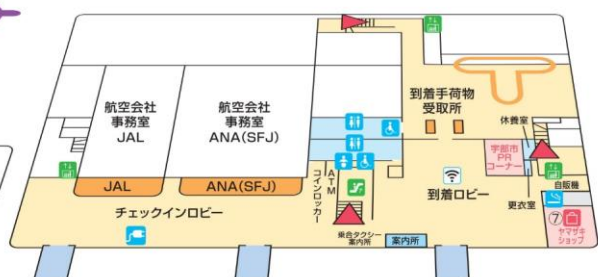 航空会社
事務室
JAL
航空会社
事務室
ANA(SFJ)
到着手荷物
受取所
休養室
宇部市
PR
コーナー
JAL
ANA(SFJ)
ATM
コインロッカー
到着ロビー
自販機
更衣室
チェックインロビー
乗合タクシー
案内所
案内所
⑦
ヤマザキ
ショップ